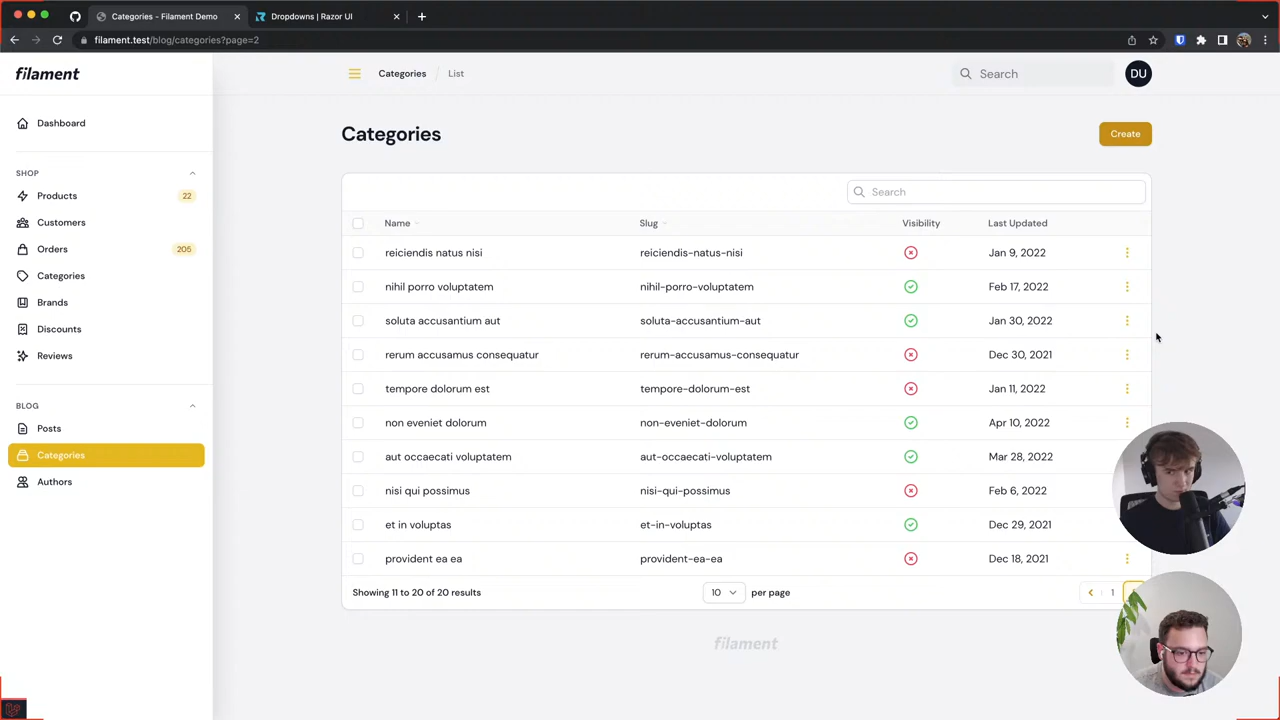 Categories - Filament Demo
Dropdowns | Razor UI
filament.test/blog/categories?page=2
filament
Categories / List
Search
DU
Dashboard
SHOP
Products 22
Customers
Orders 205
Categories
Brands
Discounts
Reviews
BLOG
Posts
Categories
Authors
Categories
Create
Search
Name Slug Visibility Last Updated
reiciendis natus nisi reiciendis-natus-nisi Jan 9, 2022
nihil porro voluptatem nihil-porro-voluptatem Feb 17, 2022
soluta accusantium aut soluta-accusantium-aut Jan 30, 2022
rerum accusamus consequatur rerum-accusamus-consequatur Dec 30, 2021
tempore dolorum est tempore-dolorum-est Jan 11, 2022
non eveniet dolorum non-eveniet-dolorum Apr 10, 2022
aut occaecati voluptatem aut-occaecati-voluptatem Mar 28, 2022
nisi qui possimus nisi-qui-possimus Feb 6, 2022
et in voluptas et-in-voluptas Dec 29, 2021
provident ea ea provident-ea-ea Dec 18, 2021
Showing 11 to 20 of 20 results 10 per page 1
filament